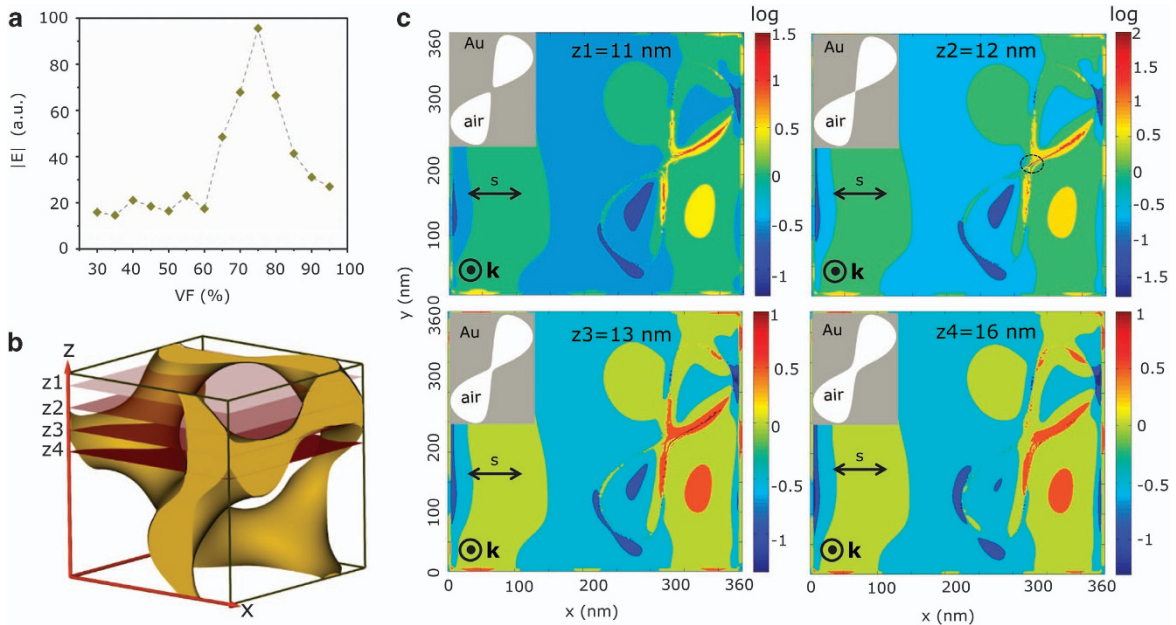 a
100
80
60
40
20
0
|E| (a.u.)
30 40 50 60 70 80 90 100
VF (%)
b
z
z1
z2
z3
z4
x
c
log
360
300
200
100
Au
air
z1=11 nm
s
k
1.5
1
0.5
0
-0.5
-1
log
Au
air
z2=12 nm
s
k
2
1.5
1
0.5
0
-0.5
-1
-1.5
y (nm)
360
300
200
100
0
Au
air
z3=13 nm
s
k
0 100 200 300 360
x (nm)
1
0.5
0
-0.5
-1
Au
air
z4=16 nm
s
k
0 100 200 300 360
x (nm)
1
0.5
0
-0.5
-1